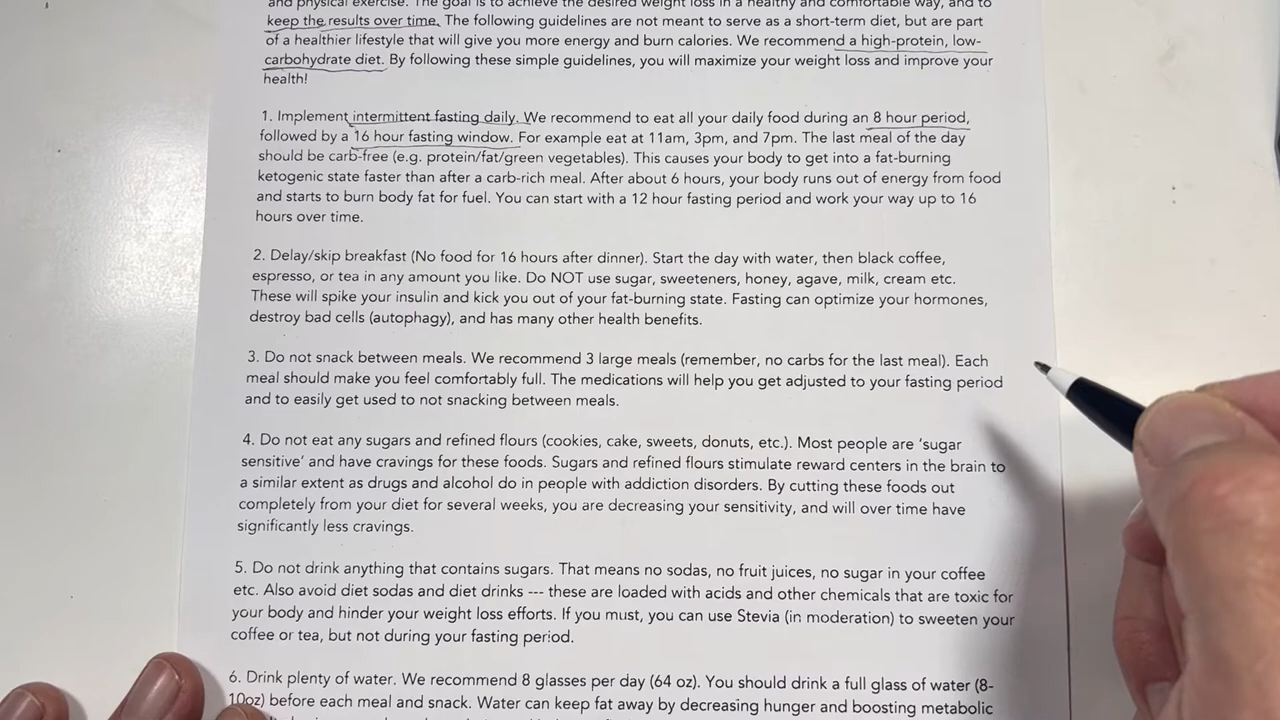 and physical exercise. The goal is to achieve the desired weight loss in a healthy and comfortable way, and to
keep the results over time. The following guidelines are not meant to serve as a short-term diet, but are part
of a healthier lifestyle that will give you more energy and burn calories. We recommend a high-protein, low-
carbohydrate diet. By following these simple guidelines, you will maximize your weight loss and improve your
health!
1. Implement intermittent fasting daily. We recommend to eat all your daily food during an 8 hour period,
followed by a 16 hour fasting window. For example eat at 11am, 3pm, and 7pm. The last meal of the day
should be carb-free (e.g. protein/fat/green vegetables). This causes your body to get into a fat-burning
ketogenic state faster than after a carb-rich meal. After about 6 hours, your body runs out of energy from food
and starts to burn body fat for fuel. You can start with a 12 hour fasting period and work your way up to 16
hours over time.
2. Delay/skip breakfast (No food for 16 hours after dinner). Start the day with water, then black coffee,
espresso, or tea in any amount you like. Do NOT use sugar, sweeteners, honey, agave, milk, cream etc.
These will spike your insulin and kick you out of your fat-burning state. Fasting can optimize your hormones,
destroy bad cells (autophagy), and has many other health benefits.
3. Do not snack between meals. We recommend 3 large meals (remember, no carbs for the last meal). Each
meal should make you feel comfortably full. The medications will help you get adjusted to your fasting period
and to easily get used to not snacking between meals.
4. Do not eat any sugars and refined flours (cookies, cake, sweets, donuts, etc.). Most people are ‘sugar
sensitive’ and have cravings for these foods. Sugars and refined flours stimulate reward centers in the brain to
a similar extent as drugs and alcohol do in people with addiction disorders. By cutting these foods out
completely from your diet for several weeks, you are decreasing your sensitivity, and will over time have
significantly less cravings.
5. Do not drink anything that contains sugars. That means no sodas, no fruit juices, no sugar in your coffee
etc. Also avoid diet sodas and diet drinks --- these are loaded with acids and other chemicals that are toxic for
your body and hinder your weight loss efforts. If you must, you can use Stevia (in moderation) to sweeten your
coffee or tea, but not during your fasting period.
6. Drink plenty of water. We recommend 8 glasses per day (64 oz). You should drink a full glass of water (8-
10oz) before each meal and snack. Water can keep fat away by decreasing hunger and boosting metabolic